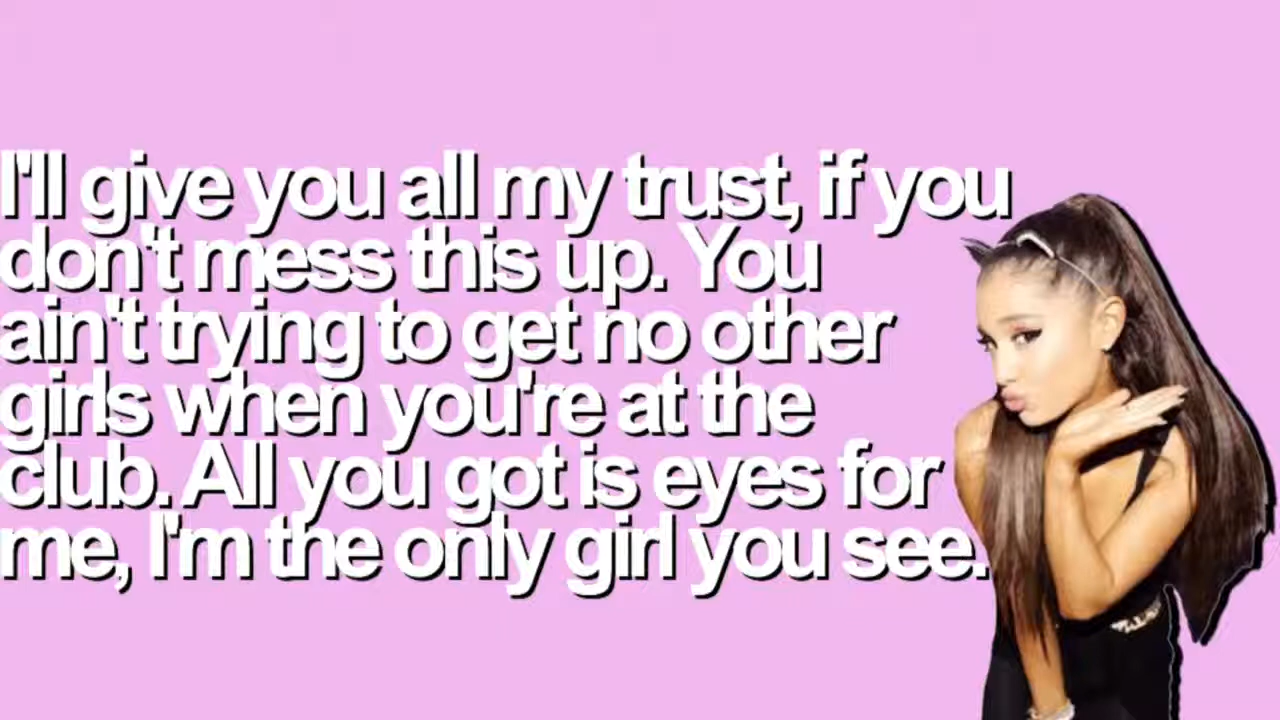 I'll give you all my trust, if you
don't mess this up. You
ain't trying to get no other
girls when you're at the
club. All you got is eyes for
me, I'm the only girl you see.